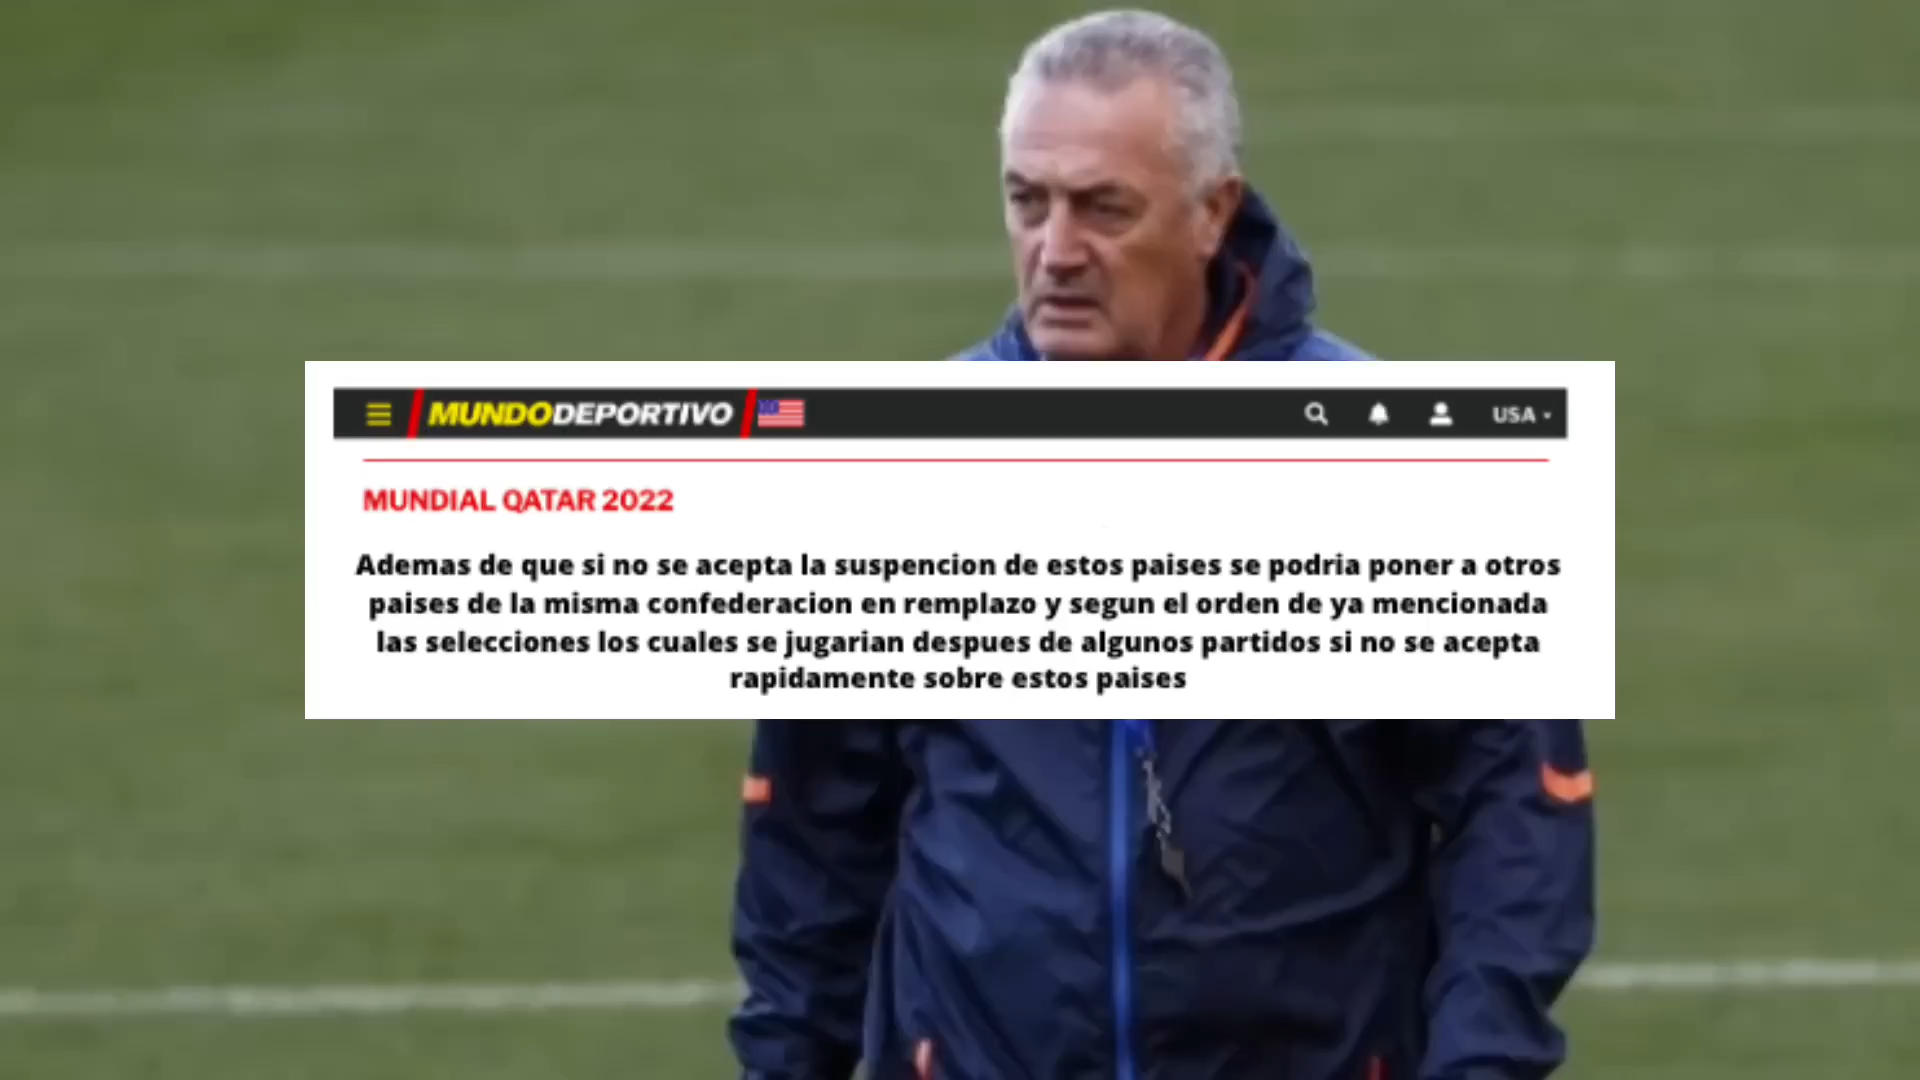 MUNDODEPORTIVO
USA
MUNDIAL QATAR 2022
Ademas de que si no se acepta la suspencion de estos paises se podria poner a otros
paises de la misma confederacion en remplazo y segun el orden de ya mencionada
las selecciones los cuales se jugarian despues de algunos partidos si no se acepta
rapidamente sobre estos paises